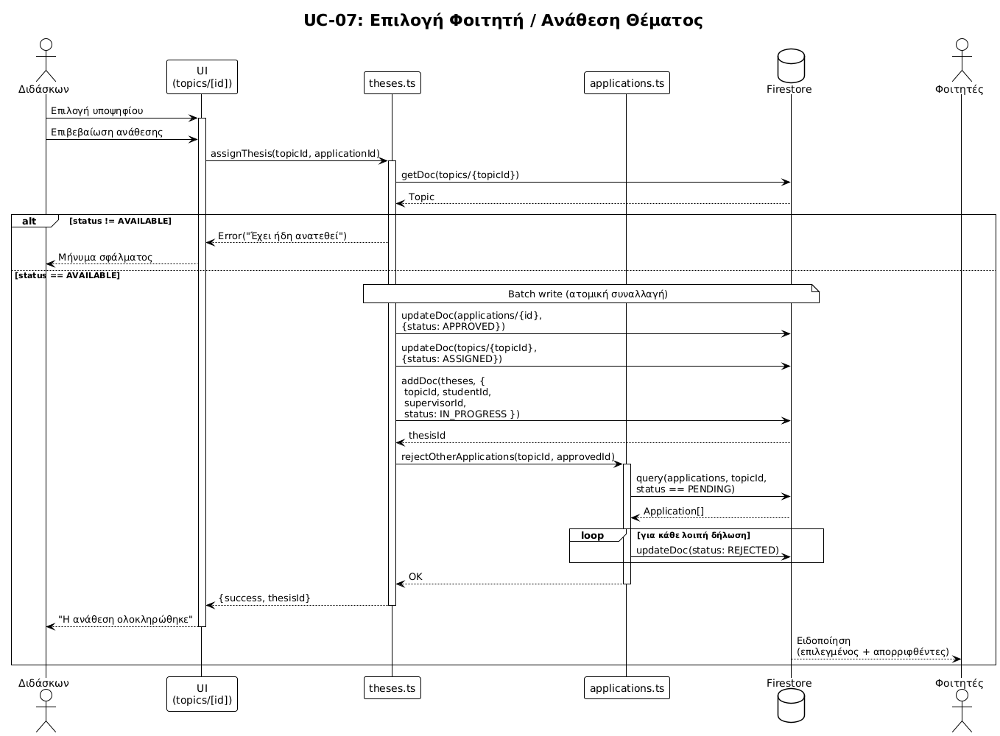 UC-07: Επιλογή Φοιτητή / Ανάθεση Θέματος
Διδάσκων
UI
(topics/[id])
theses.ts
applications.ts
Firestore
Φοιτητές
Επιλογή υποψηφίου
Επιβεβαίωση ανάθεσης
assignThesis(topicId, applicationId)
getDoc(topics/{topicId})
Topic
alt
[status != AVAILABLE]
Error("Έχει ήδη ανατεθεί")
Μήνυμα σφάλματος
[status == AVAILABLE]
Batch write (ατομική συναλλαγή)
updateDoc(applications/{id},
{status: APPROVED})
updateDoc(topics/{topicId},
{status: ASSIGNED})
addDoc(theses, {
topicId, studentId,
supervisorId,
status: IN_PROGRESS })
thesisId
rejectOtherApplications(topicId, approvedId)
query(applications, topicId,
status == PENDING)
Application[]
loop
[για κάθε λοιπή δήλωση]
updateDoc(status: REJECTED)
OK
{success, thesisId}
"Η ανάθεση ολοκληρώθηκε"
Ειδοποίηση
(επιλεγμένος + απορριφθέντες)
Διδάσκων
UI
(topics/[id])
theses.ts
applications.ts
Firestore
Φοιτητές